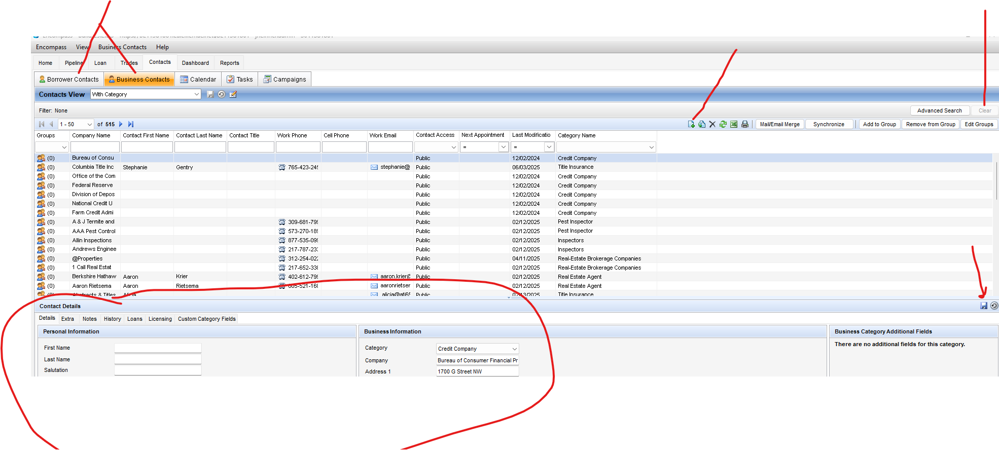 Encompass View Business Contacts Help
Home Pipeline Loan Trades Contacts Dashboard Reports
Borrower Contacts Business Contacts Calendar Tasks Campaigns
Contacts View With Category
Filter: None Advanced Search Clear
1 - 50 of 515 Mail/Email Merge Synchronize Add to Group Remove from Group Edit Groups
Groups Company Name Contact First Name Contact Last Name Contact Title Work Phone Cell Phone Work Email Contact Access Next Appointment Last Modificatio Category Name
= =
(0) Bureau of Consu Public 12/02/2024 Credit Company
(0) Columbia Title Inc Stephanie Gentry 765-423-245 stephanie@ Public 06/03/2025 Title Insurance
(0) Office of the Com Public 12/02/2024 Credit Company
(0) Federal Reserve Public 12/02/2024 Credit Company
(0) Division of Depos Public 12/02/2024 Credit Company
(0) National Credit U Public 12/02/2024 Credit Company
(0) Farm Credit Admi Public 12/02/2024 Credit Company
(0) A & J Termite and 309-681-799 Public 02/12/2025 Pest Inspector
(0) AAA Pest Control 573-270-189 Public 02/12/2025 Pest Inspector
(0) Allin Inspections 877-535-099 Public 02/12/2025 Inspectors
(0) Andrews Enginee 217-787-233 Public 02/12/2025 Inspectors
(0) @Properties 312-254-022 Public 04/11/2025 Real-Estate Brokerage Companies
(0) 1 Call Real Estat 217-652-338 Public 02/12/2025 Real-Estate Brokerage Companies
(0) Berkshire Hathaw Aaron Krier 402-612-799 aaron.krier@ Public 02/12/2025 Real Estate Agent
(0) Aaron Rietsema Aaron Rietsema 605-521-160 aaronrietser Public 02/12/2025 Real Estate Agent
(0) Abstracts & Titles Alicia Public 02/13/2025 Title Insurance
Contact Details
Details Extra Notes History Loans Licensing Custom Category Fields
Personal Information Business Information Business Category Additional Fields
First Name Category Credit Company There are no additional fields for this category.
Last Name Company Bureau of Consumer Financial Pr
Salutation Address 1 1700 G Street NW